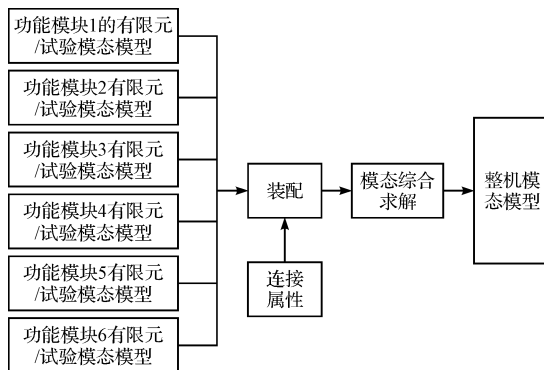 功能模块1的有限元
/试验模态模型
功能模块2有限元
/试验模态模型
功能模块3有限元
/试验模态模型
功能模块4有限元
/试验模态模型
功能模块5有限元
/试验模态模型
功能模块6有限元
/试验模态模型
装配
连接
属性
模态综合
求解
整机模
态模型